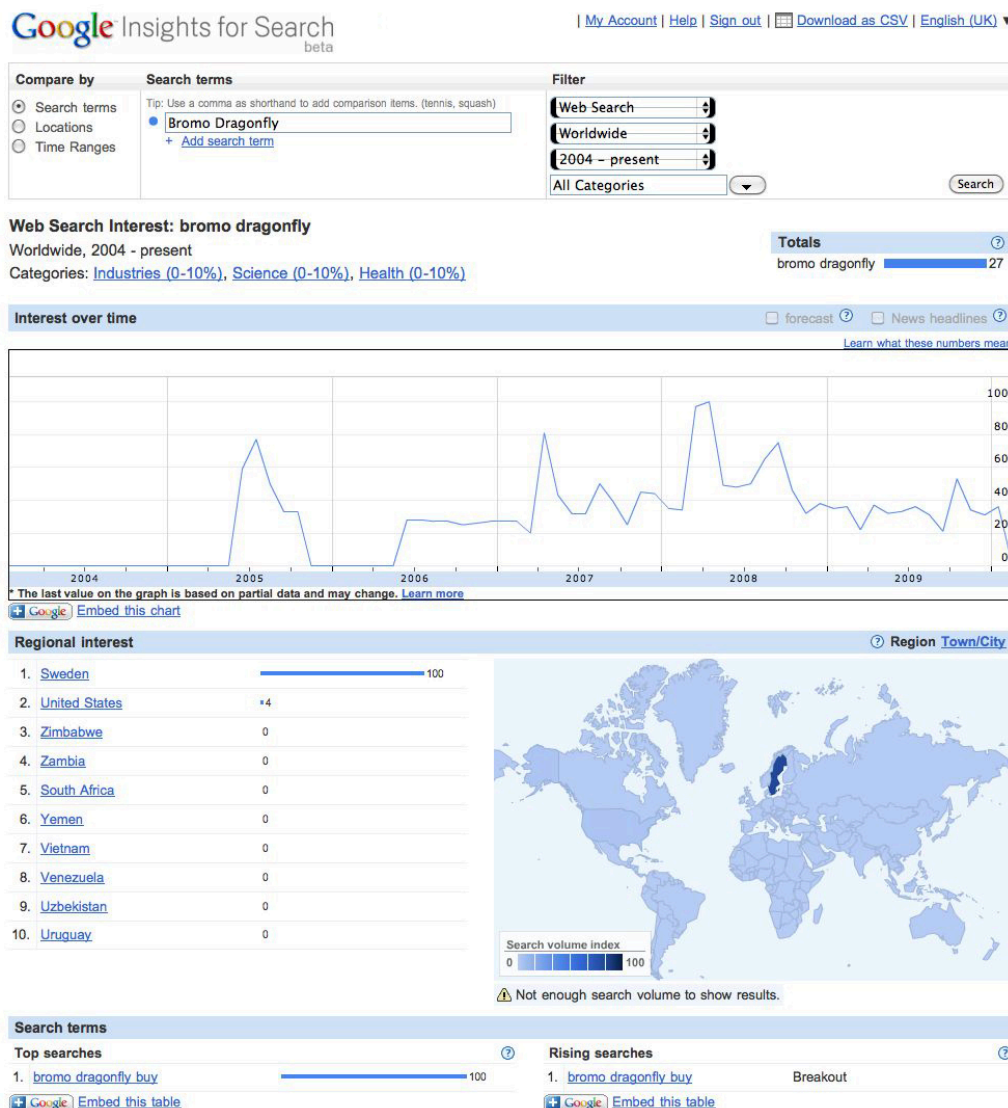 Google Insights for Search
beta
| My Account | Help | Sign out | Download as CSV | English (UK) ▼
Compare by
Search terms
Locations
Time Ranges
Search terms
Tip: Use a comma as shorthand to add comparison items. (tennis, squash)
Bromo Dragonfly
+ Add search term
Filter
Web Search
Worldwide
2004 - present
All Categories
Search
Web Search Interest: bromo dragonfly
Worldwide, 2004 - present
Categories: Industries (0-10%), Science (0-10%), Health (0-10%)
Totals ?
bromo dragonfly 27
Interest over time
forecast ? News headlines ?
Learn what these numbers mean
100
80
60
40
20
0
2004 2005 2006 2007 2008 2009
* The last value on the graph is based on partial data and may change. Learn more
+ Google Embed this chart
Regional interest
? Region Town/City
1. Sweden 100
2. United States 4
3. Zimbabwe 0
4. Zambia 0
5. South Africa 0
6. Yemen 0
7. Vietnam 0
8. Venezuela 0
9. Uzbekistan 0
10. Uruguay 0
Search volume index
0 100
Not enough search volume to show results.
Search terms
Top searches ?
1. bromo dragonfly buy 100
+ Google Embed this table
Rising searches ?
1. bromo dragonfly buy Breakout
+ Google Embed this table